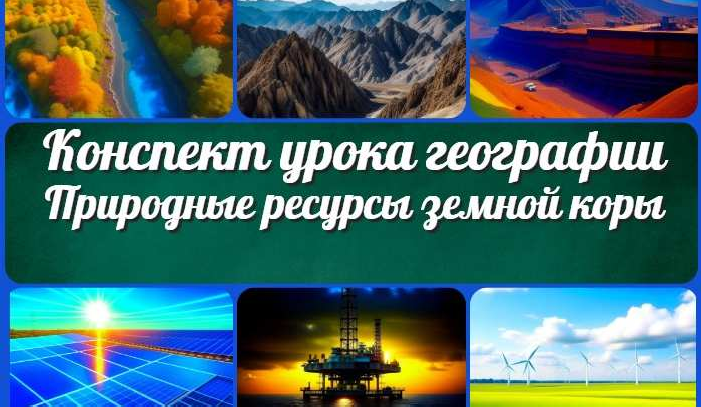 Конспект урока географии
Природные ресурсы земной коры